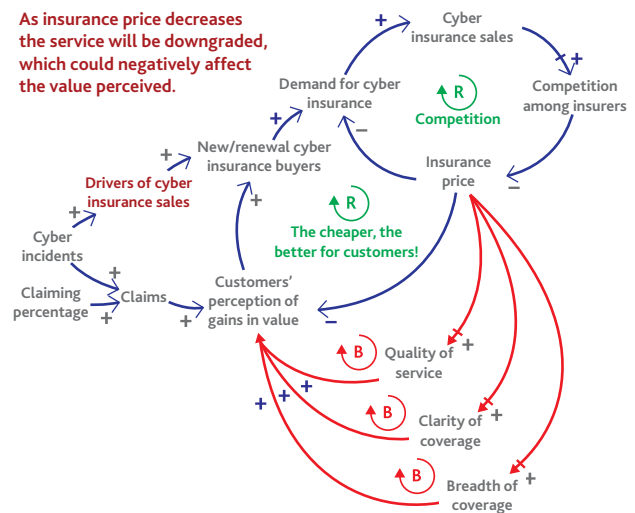 As insurance price decreases
the service will be downgraded,
which could negatively affect
the value perceived.
+
Cyber
insurance sales
+
Demand for cyber
insurance
R
Competition
Competition
among insurers
+
−
New/renewal cyber
insurance buyers
Insurance
price
−
+
Drivers of cyber
insurance sales
+
R
The cheaper, the
better for customers!
+
Cyber
incidents
+
Claiming
percentage
+
Claims
+
Customers'
perception of
gains in value
−
B
Quality of
service
+
+
+
+
B
Clarity of
coverage
+
B
Breadth of
coverage
+